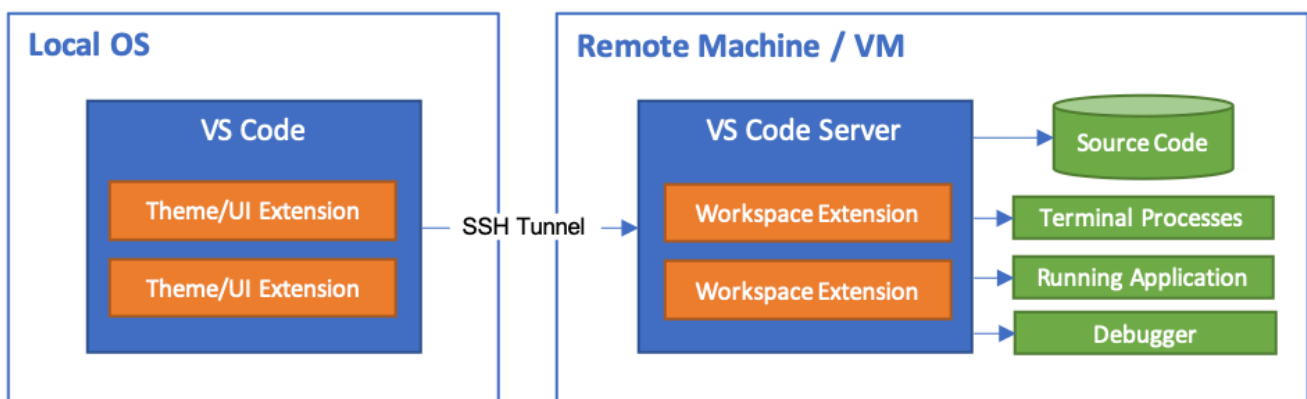 Local OS
VS Code
Theme/UI Extension
Theme/UI Extension
SSH Tunnel
Remote Machine / VM
VS Code Server
Workspace Extension
Workspace Extension
Source Code
Terminal Processes
Running Application
Debugger